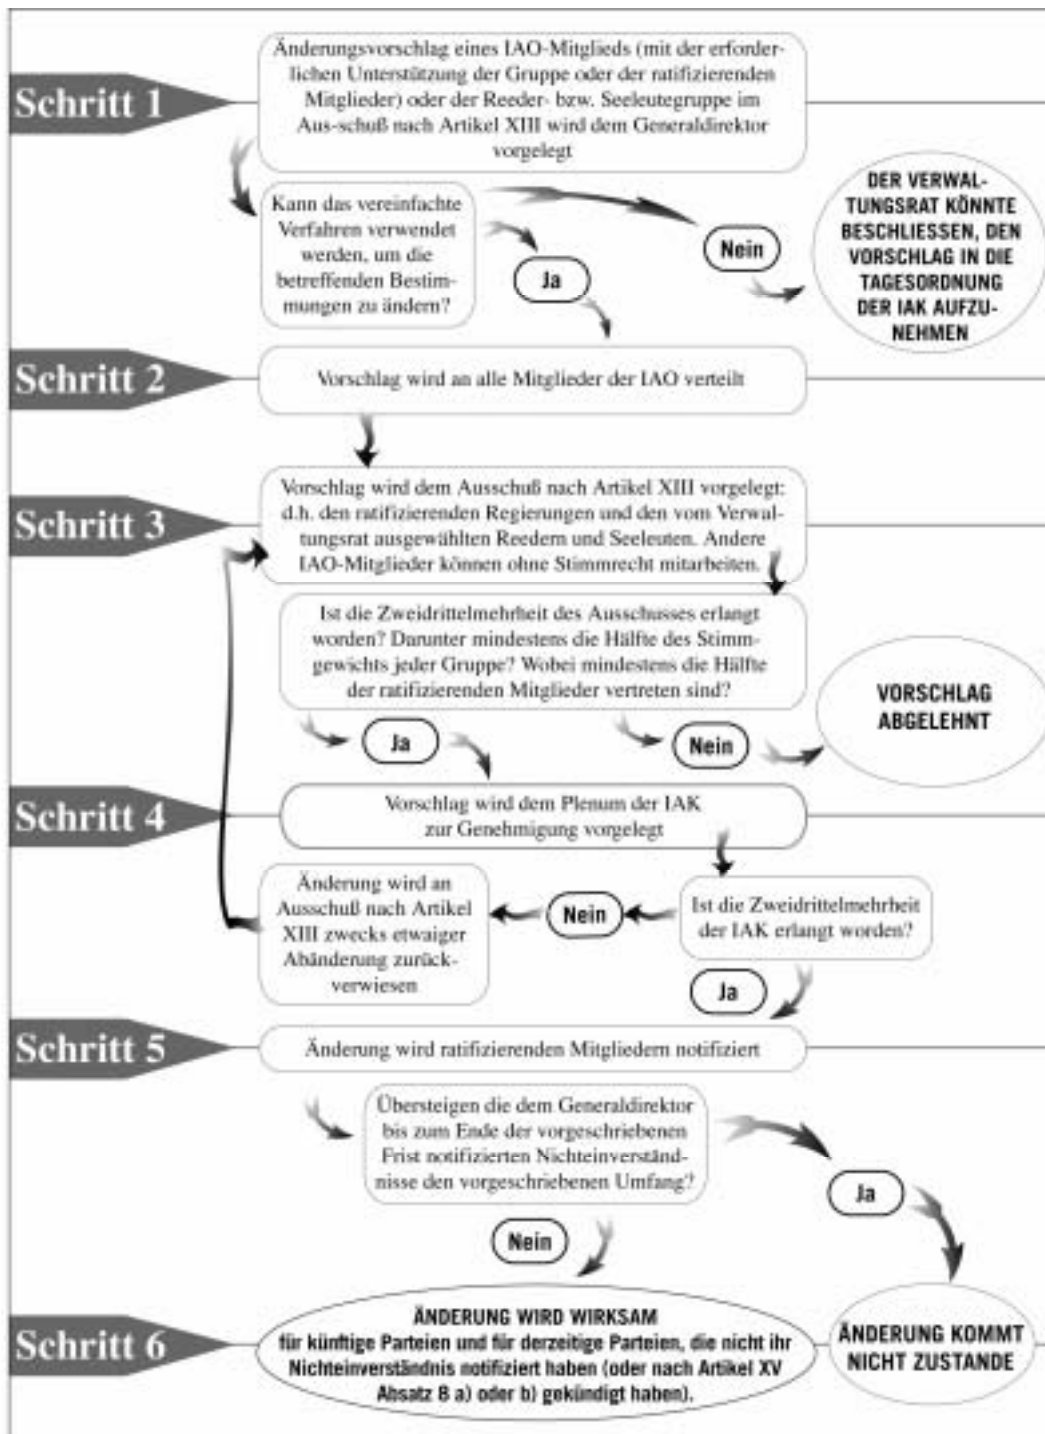 Schritt 1
Änderungsvorschlag eines IAO-Mitglieds (mit der erforder-
lichen Unterstützung der Gruppe oder der ratifizierenden
Mitglieder) oder der Reeder- bzw. Seeleutegruppe im
Aus-schuß nach Artikel XIII wird dem Generaldirektor
vorgelegt
Kann das vereinfachte
Verfahren verwendet
werden, um die
betreffenden Bestim-
mungen zu ändern?
Ja
Nein
DER VERWAL-
TUNGSRAT KÖNNTE
BESCHLIESSEN, DEN
VORSCHLAG IN DIE
TAGESORDNUNG
DER IAK AUFZU-
NEHMEN
Schritt 2
Vorschlag wird an alle Mitglieder der IAO verteilt
Schritt 3
Vorschlag wird dem Ausschuß nach Artikel XIII vorgelegt:
d.h. den ratifizierenden Regierungen und den vom Verwal-
tungsrat ausgewählten Reedern und Seeleuten. Andere
IAO-Mitglieder können ohne Stimmrecht mitarbeiten.
Ist die Zweidrittelmehrheit des Ausschusses erlangt
worden? Darunter mindestens die Hälfte des Stimm-
gewichts jeder Gruppe? Wobei mindestens die Hälfte
der ratifizierenden Mitglieder vertreten sind?
Ja
Nein
VORSCHLAG
ABGELEHNT
Schritt 4
Vorschlag wird dem Plenum der IAK
zur Genehmigung vorgelegt
Ist die Zweidrittelmehrheit
der IAK erlangt worden?
Nein
Änderung wird an
Ausschuß nach Artikel
XIII zwecks etwaiger
Abänderung zurück-
verwiesen
Ja
Schritt 5
Änderung wird ratifizierenden Mitgliedern notifiziert
Übersteigen die dem Generaldirektor
bis zum Ende der vorgeschriebenen
Frist notifizierten Nichteinverständ-
nisse den vorgeschriebenen Umfang?
Ja
Nein
Schritt 6
ÄNDERUNG WIRD WIRKSAM
für künftige Parteien und für derzeitige Parteien, die nicht ihr
Nichteinverständnis notifiziert haben (oder nach Artikel XV
Absatz 8 a) oder b) gekündigt haben).
ÄNDERUNG KOMMT
NICHT ZUSTANDE